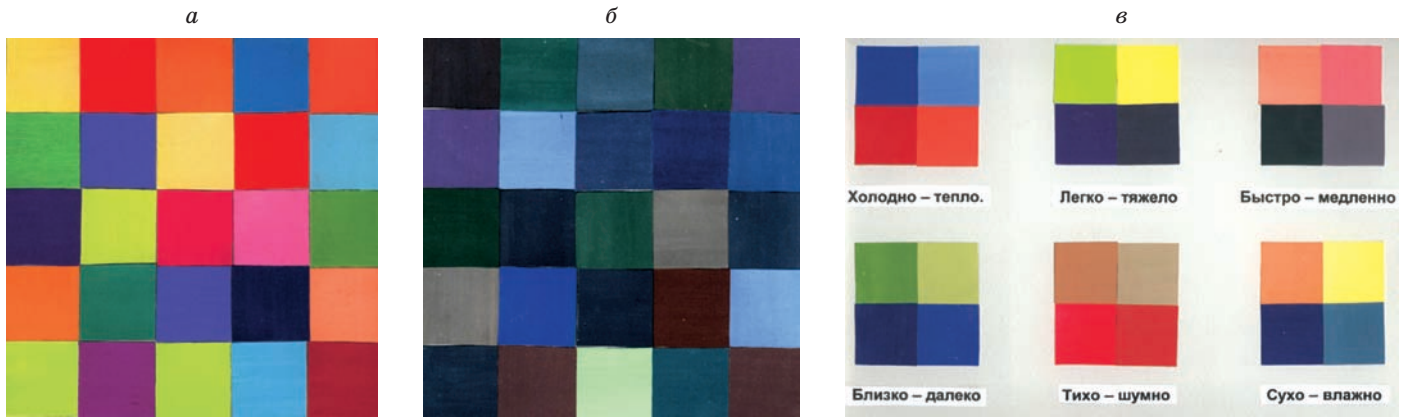 а
б
в
Холодно – тепло.
Легко – тяжело
Быстро – медленно
Близко – далеко
Тихо – шумно
Сухо – влажно